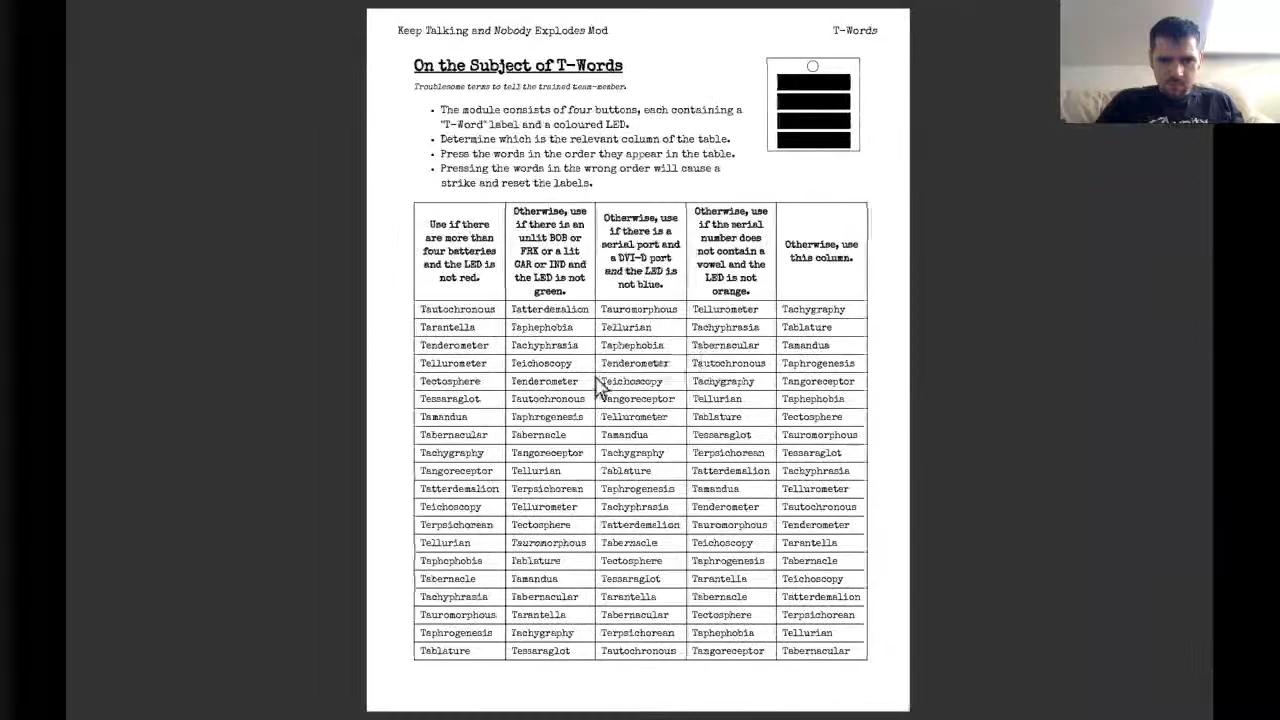 Keep Talking and Nobody Explodes Mod T-Words
On the Subject of T-Words
Troublesome terms to tell the trained team-member.
• The module consists of four buttons, each containing a
"T-Word" label and a coloured LED.
• Determine which is the relevant column of the table.
• Press the words in the order they appear in the table.
• Pressing the words in the wrong order will cause a
strike and reset the labels.
Use if there
are more than
four batteries
and the LED is
not red.
Otherwise, use
if there is an
unlit BOB or
FRK or a lit
CAR or IND and
the LED is not
green.
Otherwise, use
if there is a
serial port and
a DVI-D port
and the LED is
not blue.
Otherwise, use
if the serial
number does
not contain a
vowel and the
LED is not
orange.
Otherwise, use
this column.
Tautochronous Tatterdemalion Tauromorphous Tellurometer Tachygraphy
Tarantella Taphephobia Tellurian Tachyphrasia Tablature
Tenderometer Tachyphrasia Taphephobia Tabernacular Tamandua
Tellurometer Teichoscopy Tenderometer Tautochronous Taphrogenesis
Tectosphere Tenderometer Teichoscopy Tachygraphy Tangoreceptor
Tessaraglot Tautochronous Tangoreceptor Tellurian Taphephobia
Tamandua Taphrogenesis Tellurometer Tablature Tectosphere
Tabernacular Tabernacle Tamandua Tessaraglot Tauromorphous
Tachygraphy Tangoreceptor Tachygraphy Terpsichorean Tessaraglot
Tangoreceptor Tellurian Tablature Tatterdemalion Tachyphrasia
Tatterdemalion Terpsichorean Taphrogenesis Tamandua Tellurometer
Teichoscopy Tellurometer Tachyphrasia Tenderometer Tautochronous
Terpsichorean Tectosphere Tatterdemalion Tauromorphous Tenderometer
Tellurian Tauromorphous Tabernacle Teichoscopy Tarantella
Taphephobia Tablature Tectosphere Taphrogenesis Tabernacle
Tabernacle Tamandua Tessaraglot Tarantella Teichoscopy
Tachyphrasia Tabernacular Tarantella Tabernacle Tatterdemalion
Tauromorphous Tarantella Tabernacular Tectosphere Terpsichorean
Taphrogenesis Tachygraphy Terpsichorean Taphephobia Tellurian
Tablature Tessaraglot Tautochronous Tangoreceptor Tabernacular